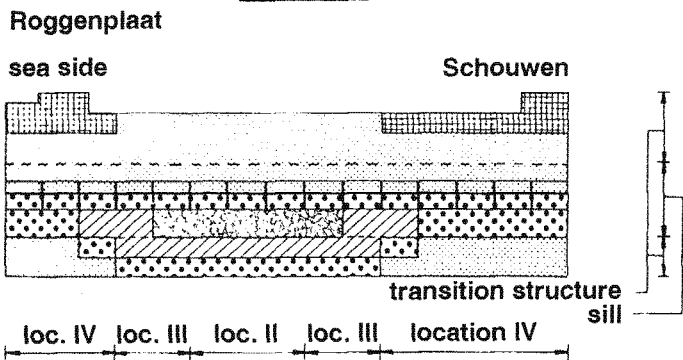 Roggenplaat
sea side
Schouwen
transition structure
sill
loc. IV loc. III loc. II loc. III location IV